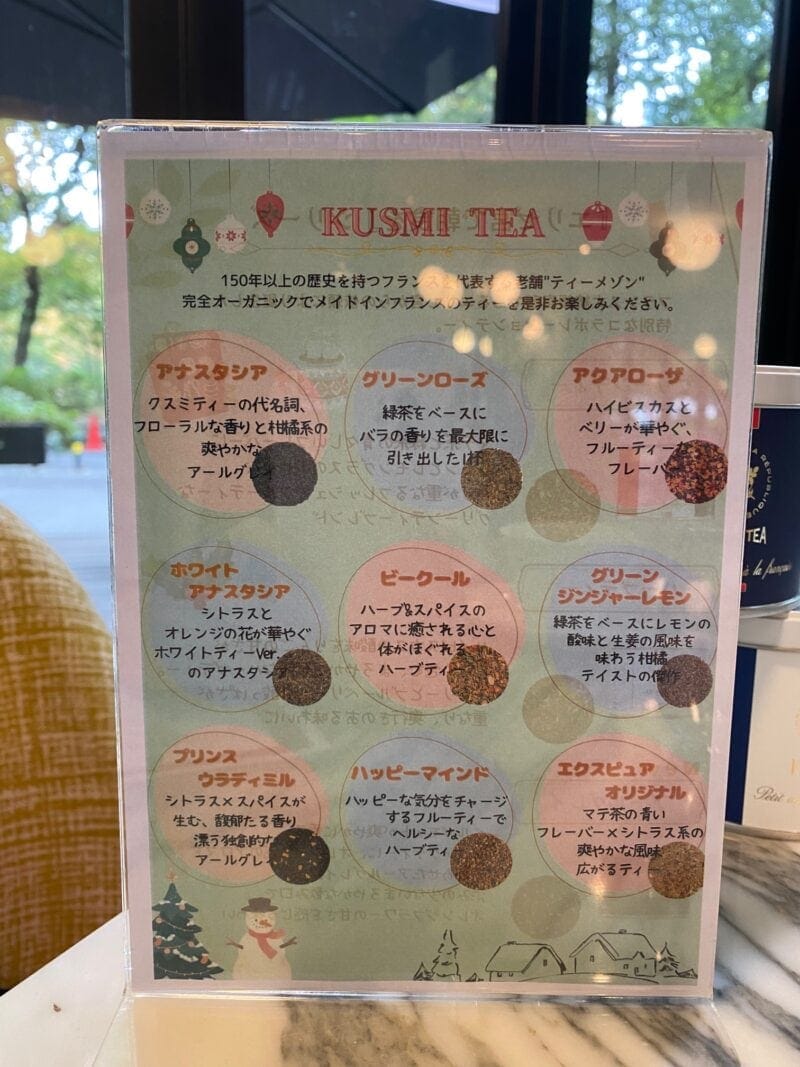 KUSMI TEA
150年以上の歴史を持つフランスを代表する老舗"ティーメゾン"
完全オーガニックでメイドインフランスのティーを是非お楽しみください。
アナスタシア
クスミティーの代名詞、
フローラルな香りと柑橘系の
爽やかな
アールグレイ
グリーンローズ
緑茶をベースに
バラの香りを最大限に
引き出した1杯
アクアローザ
ハイビスカスと
ベリーが華やぐ、
フルーティーな
フレーバ
ホワイト
アナスタシア
シトラスと
オレンジの花が華やぐ
ホワイトティーVer.
のアナスタシア
ビークール
ハーブ&スパイスの
アロマに癒される心と
体がほぐれる
ハーブティ
グリーン
ジンジャーレモン
緑茶をベースにレモンの
酸味と生姜の風味を
味わう柑橘
テイストの傑作
プリンス
ウラディミル
シトラス×スパイスが
生む、馥郁たる香り
漂う独創的な
アールグレイ
ハッピーマインド
ハッピーな気分をチャージ
するフルーティーで
ヘルシーな
ハーブティ
エクスピュア
オリジナル
マテ茶の青い
フレーバー×シトラス系の
爽やかな風味
広がるティー
TEA
à la français
Petit